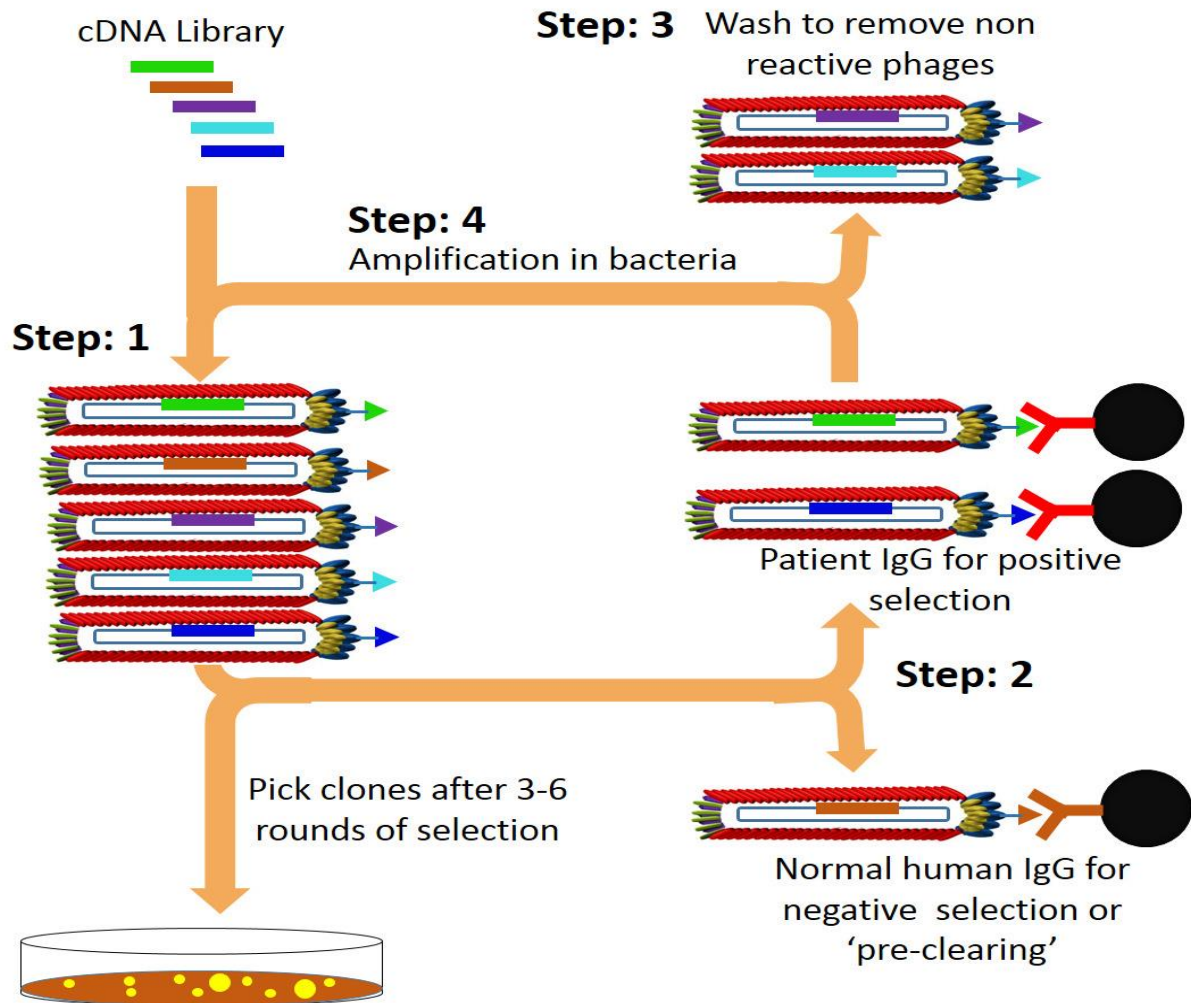 cDNA Library
Step: 3
Wash to remove non
reactive phages
Step: 4
Amplification in bacteria
Step: 1
Patient IgG for positive
selection
Step: 2
Pick clones after 3-6
rounds of selection
Normal human IgG for
negative selection or
‘pre-clearing’